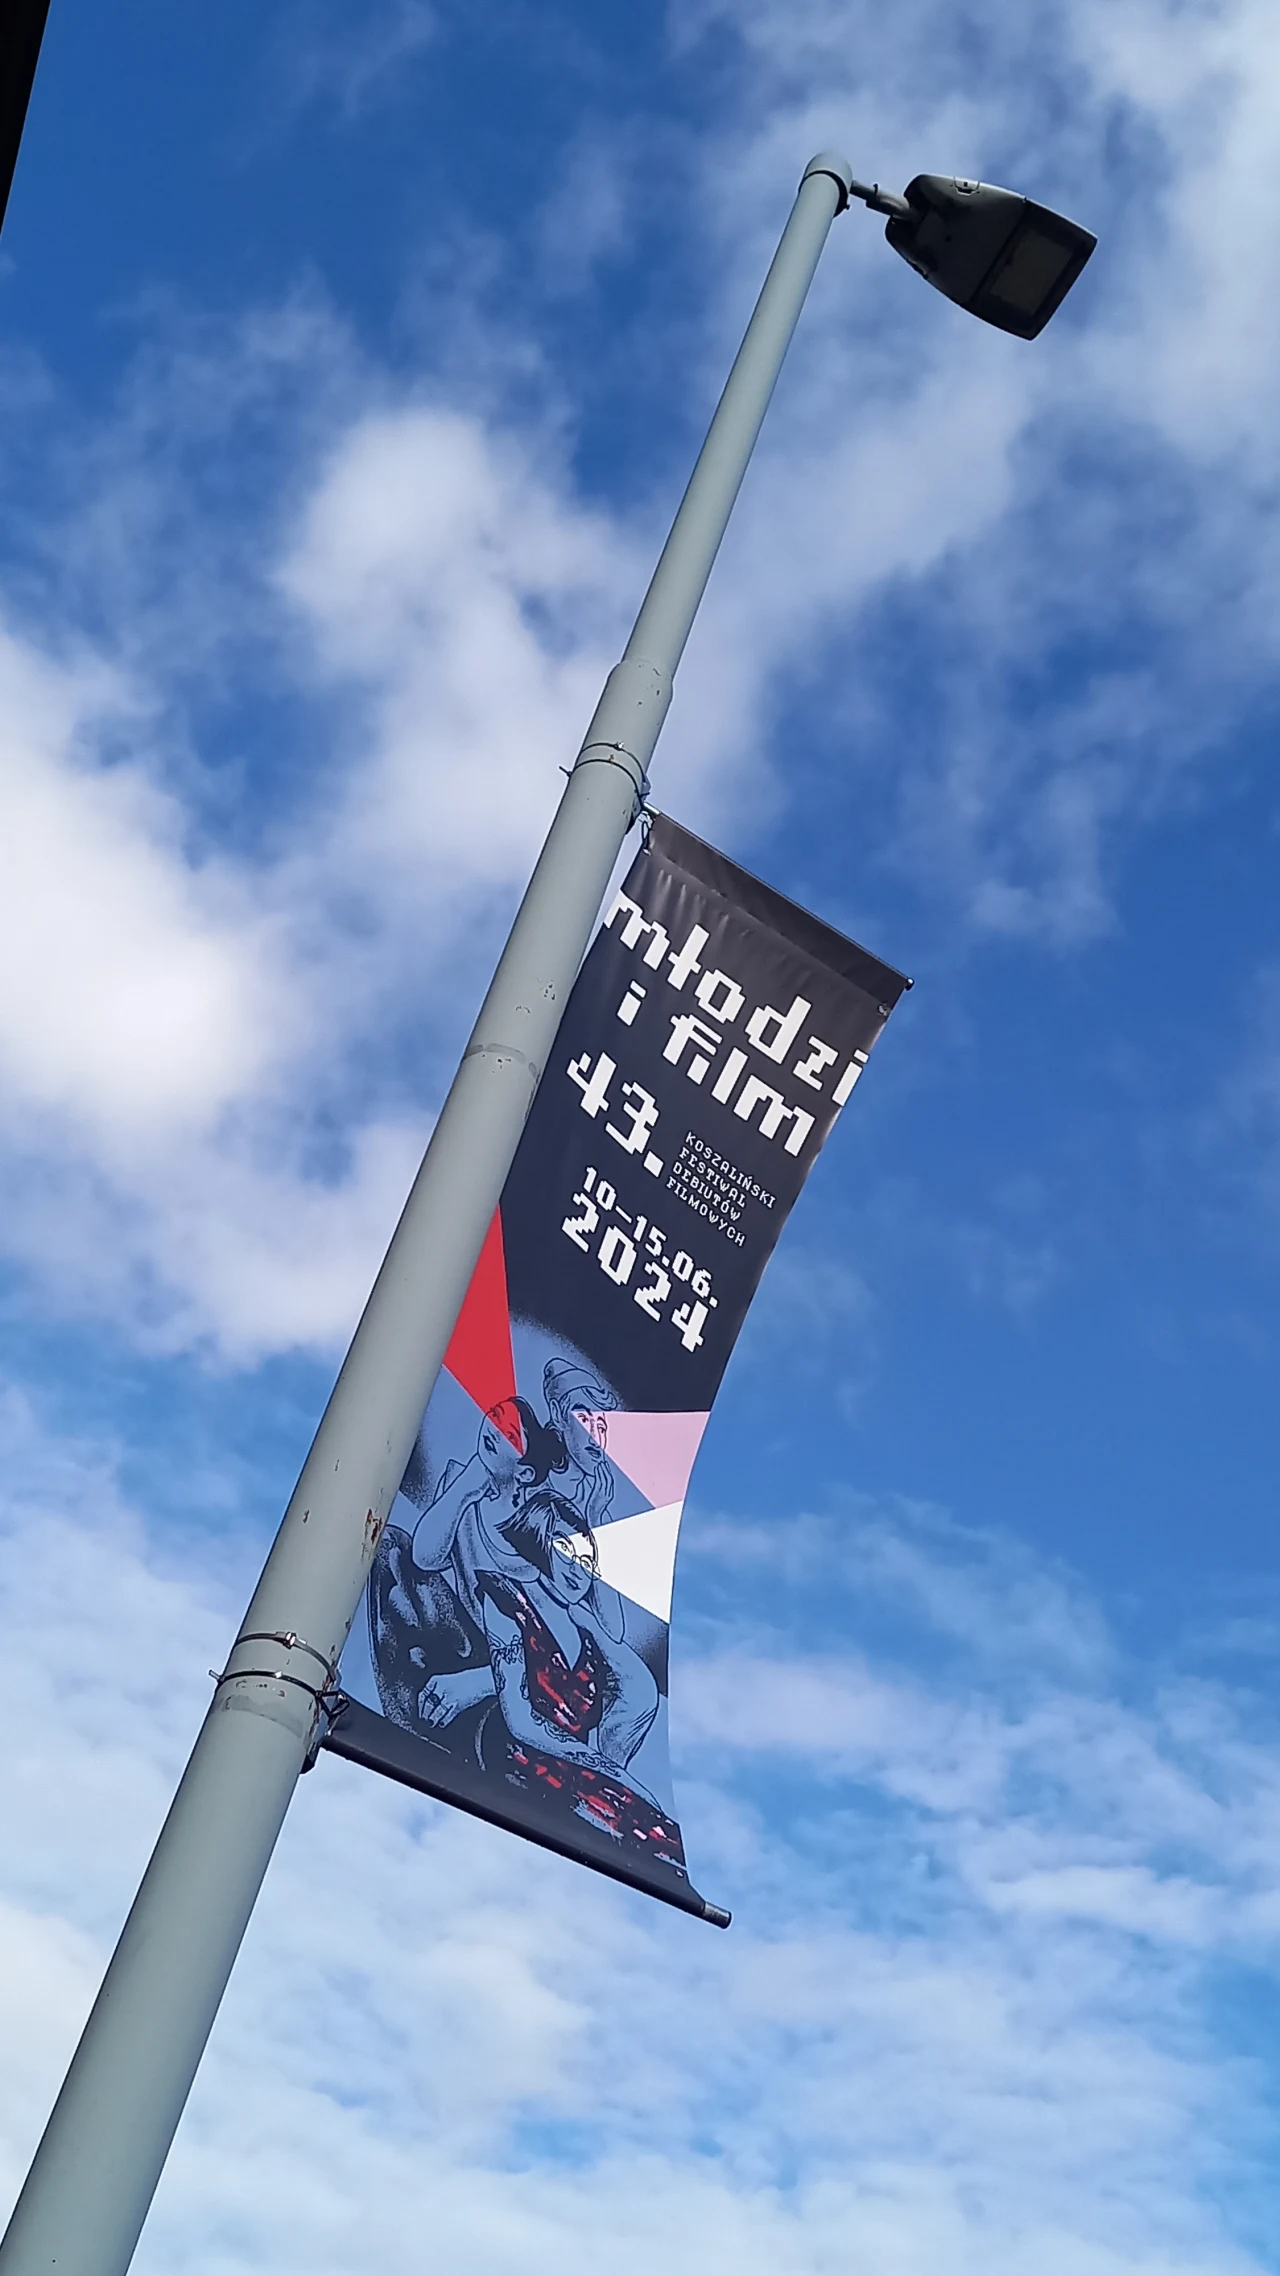 młodzi
i film
43.
KOSZALIŃSKI
FESTIWAL
DEBIUTÓW
FILMOWYCH
10–15.06.
2024